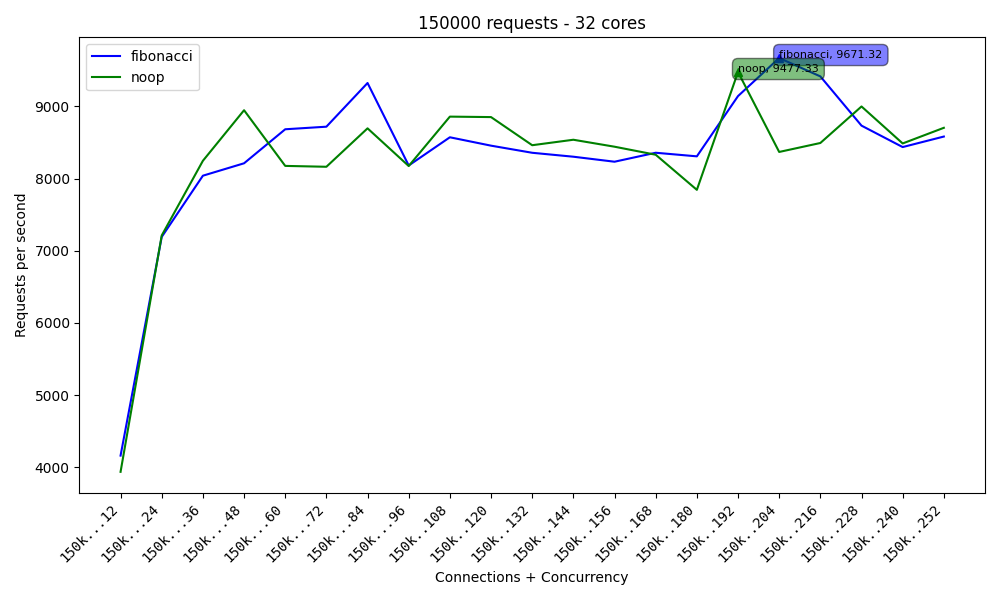 150000 requests - 32 cores
fibonacci
noop
fibonacci, 9671.32
noop, 9477.33
Requests per second
9000
8000
7000
6000
5000
4000
150k..12
150k..24
150k..36
150k..48
150k..60
150k..72
150k..84
150k..96
150k..108
150k..120
150k..132
150k..144
150k..156
150k..168
150k..180
150k..192
150k..204
150k..216
150k..228
150k..240
150k..252
Connections + Concurrency